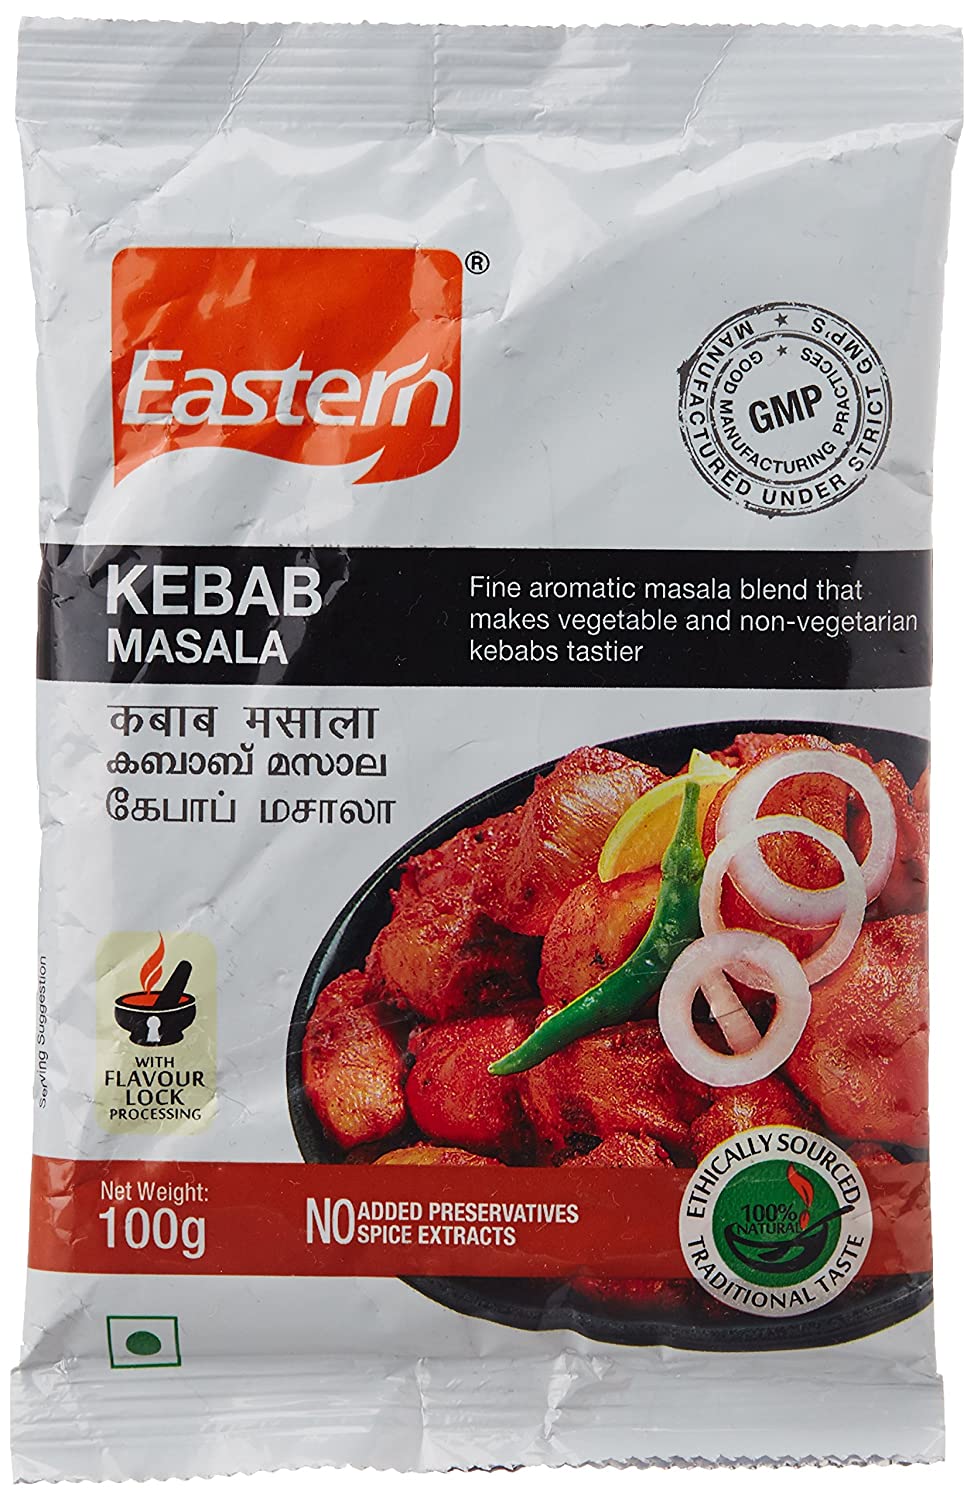 Eastern®
MANUFACTURED UNDER STRICT GMP'S
GOOD MANUFACTURING PRACTICES
GMP
KEBAB
MASALA
Fine aromatic masala blend that
makes vegetable and non-vegetarian
kebabs tastier
कबाब मसाला
കബാബ് മസാല
கேபாப் மசாலா
Serving Suggestion
WITH
FLAVOUR
LOCK
PROCESSING
Net Weight:
100g
NO ADDED PRESERVATIVES
SPICE EXTRACTS
ETHICALLY SOURCED
100%
NATURAL
TRADITIONAL TASTE